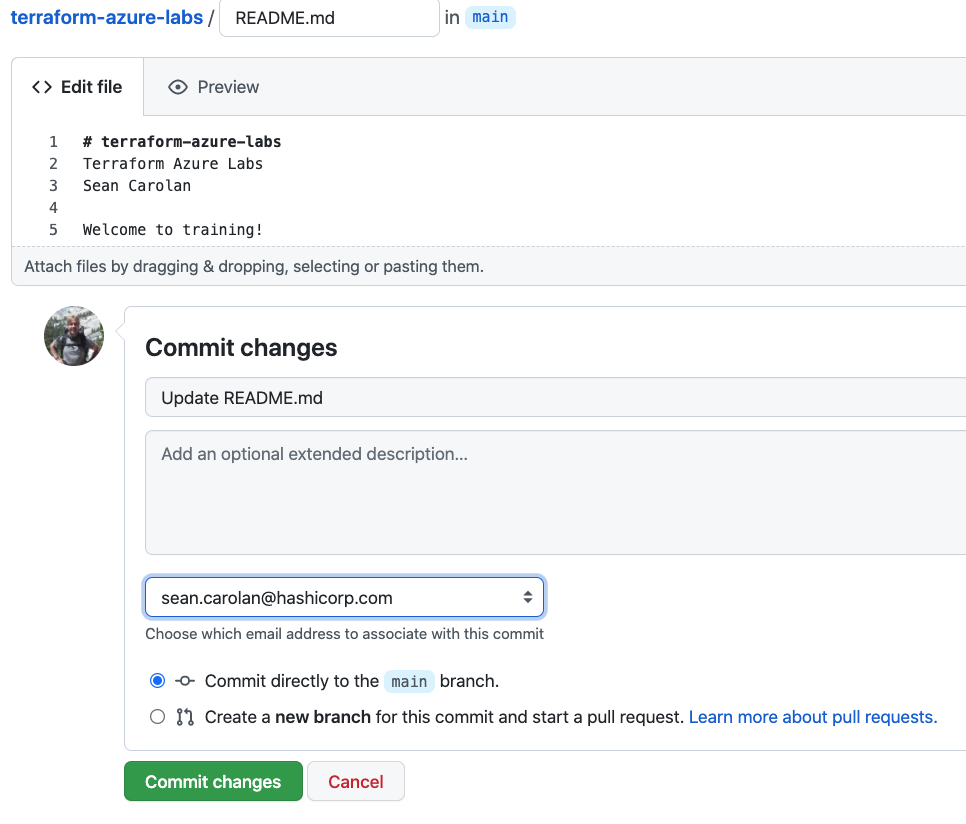 terraform-azure-labs / README.md in main
Edit file Preview
1 # terraform-azure-labs
2 Terraform Azure Labs
3 Sean Carolan
4
5 Welcome to training!
Attach files by dragging & dropping, selecting or pasting them.
Commit changes
Update README.md
Add an optional extended description...
sean.carolan@hashicorp.com
Choose which email address to associate with this commit
Commit directly to the main branch.
Create a new branch for this commit and start a pull request. Learn more about pull requests.
Commit changes Cancel